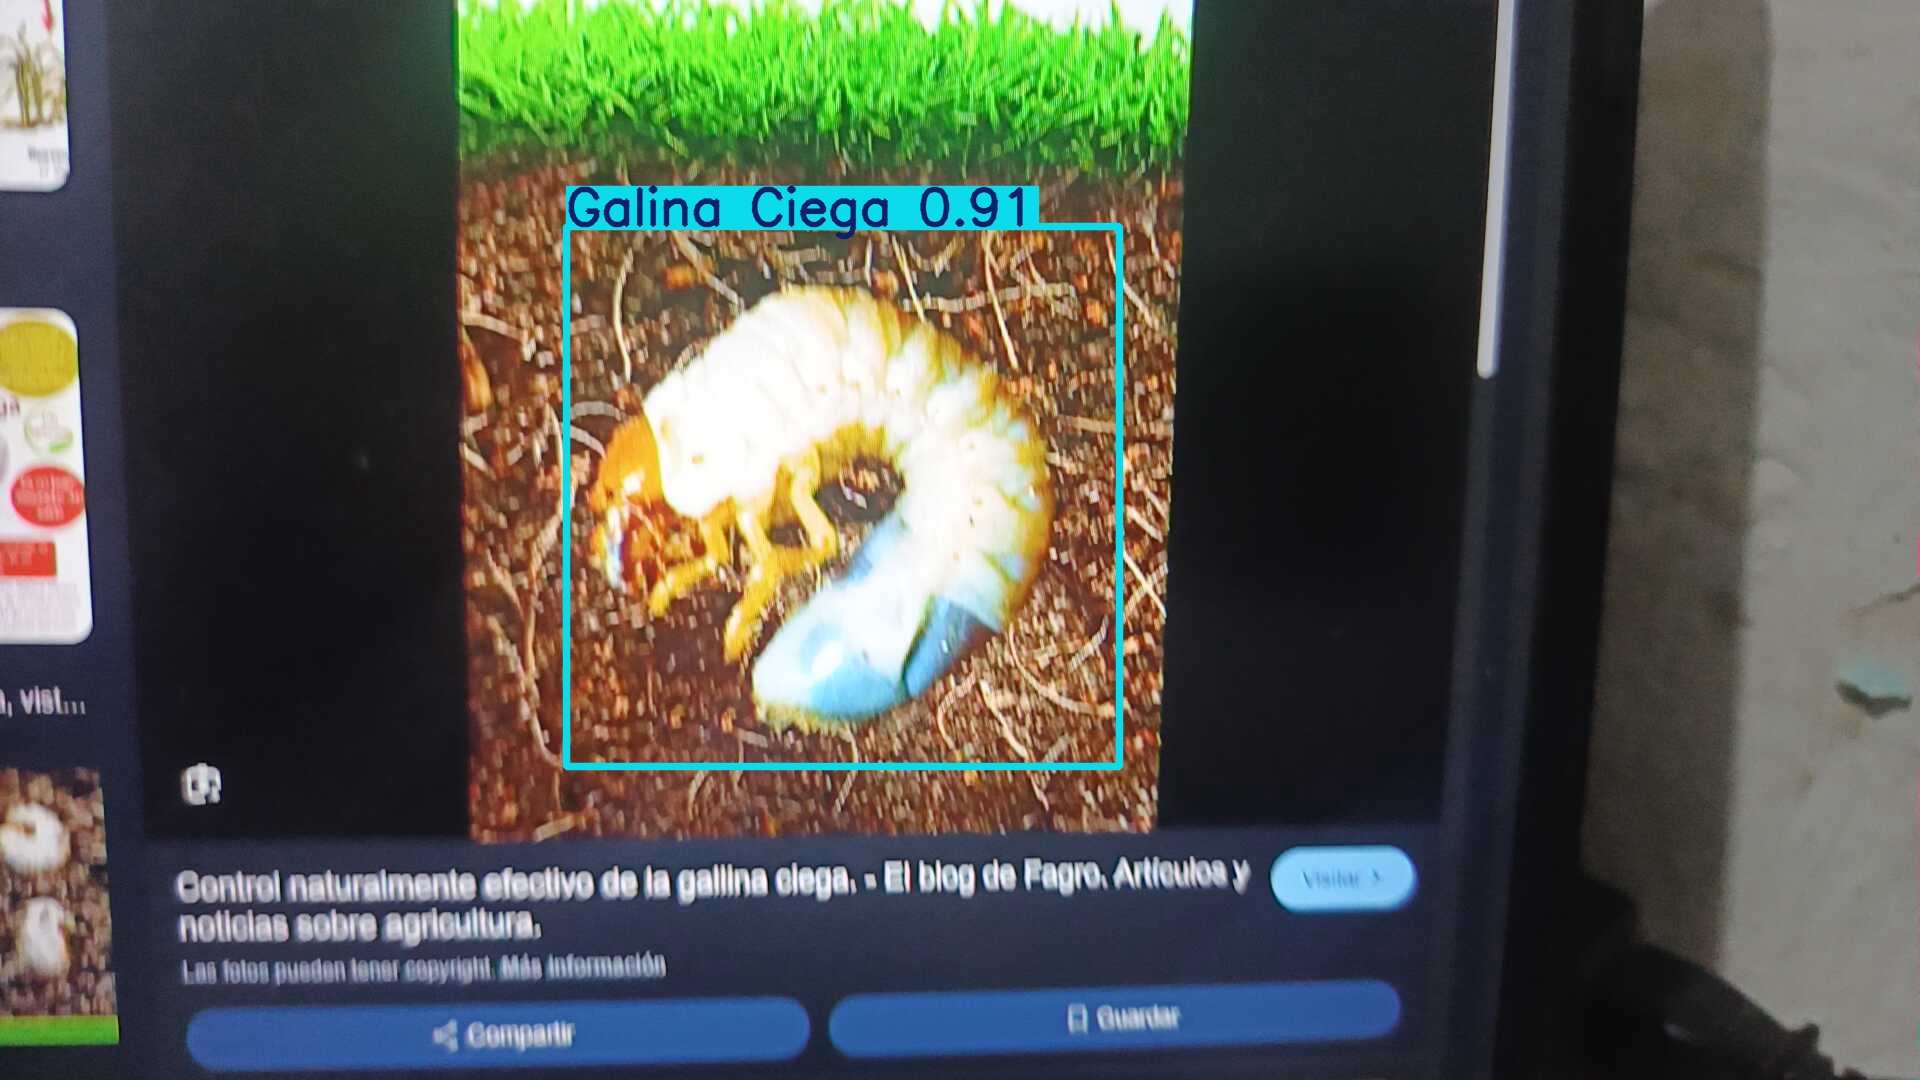 Galina Ciega 0.91
, vist...
Control naturalmente efectivo de la gallina ciega. - El blog de Fagro. Artículos y
noticias sobre agricultura.
Visitar >
Las fotos pueden tener copyright. Más información
Compartir
Guardar